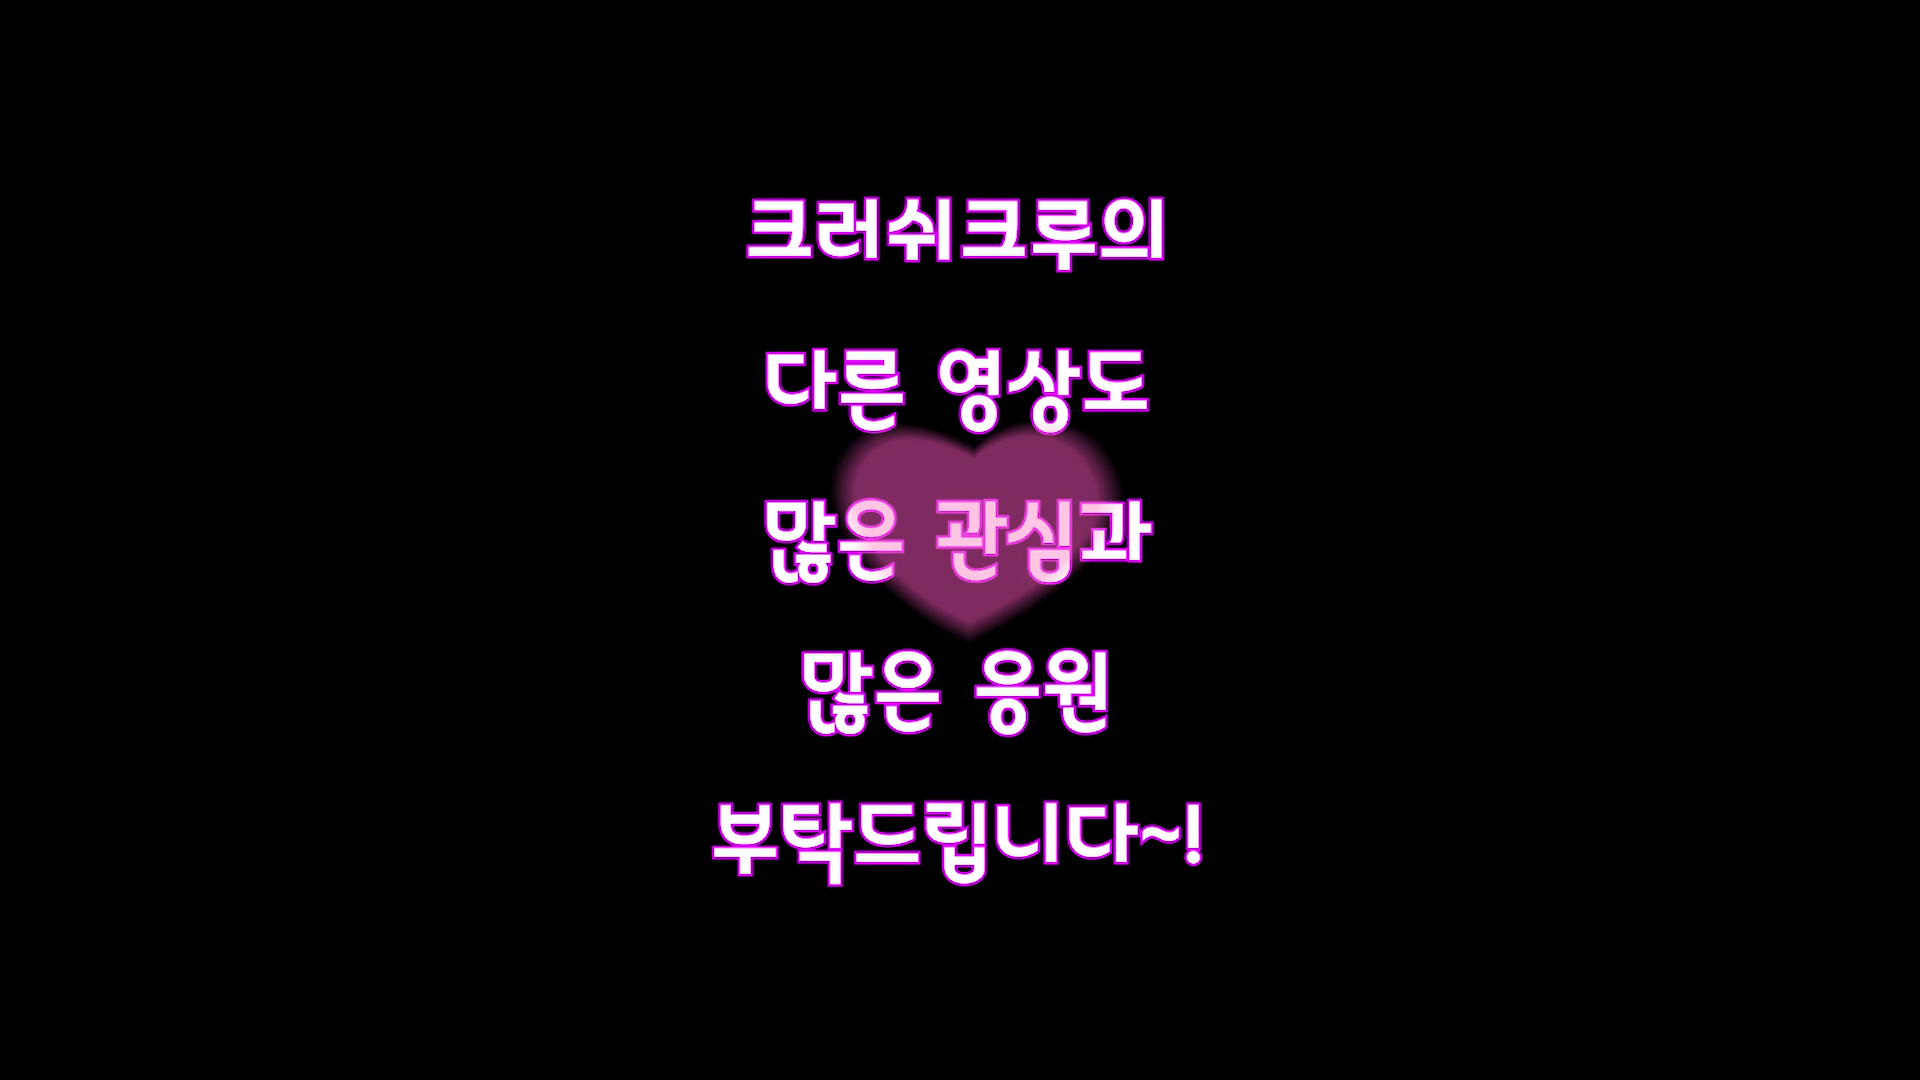 크러쉬크루의
다른 영상도
많은 관심과
많은 응원
부탁드립니다~!